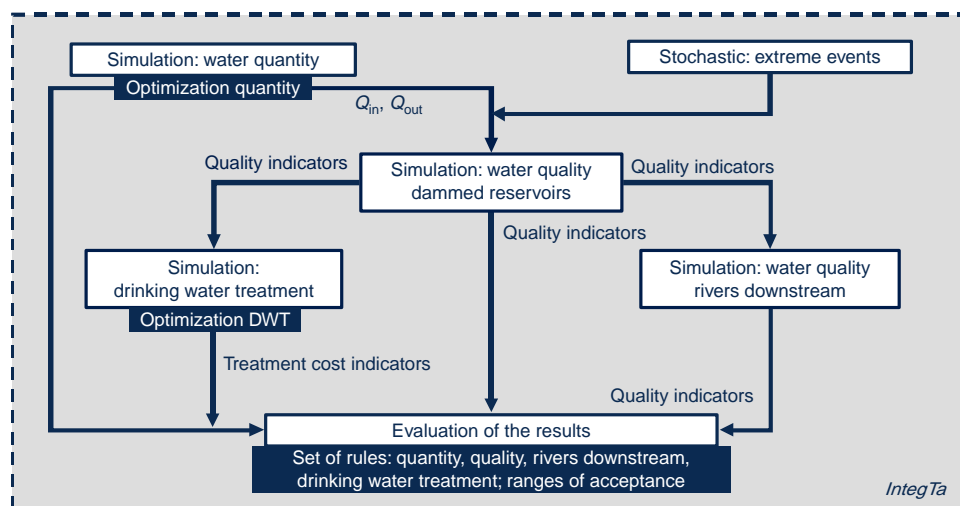 Simulation: water quantity
Optimization quantity
Stochastic: extreme events
Qin, Qout
Quality indicators
Simulation: water quality
dammed reservoirs
Quality indicators
Quality indicators
Simulation:
drinking water treatment
Optimization DWT
Simulation: water quality
rivers downstream
Treatment cost indicators
Quality indicators
Evaluation of the results
Set of rules: quantity, quality, rivers downstream,
drinking water treatment; ranges of acceptance
IntegTa